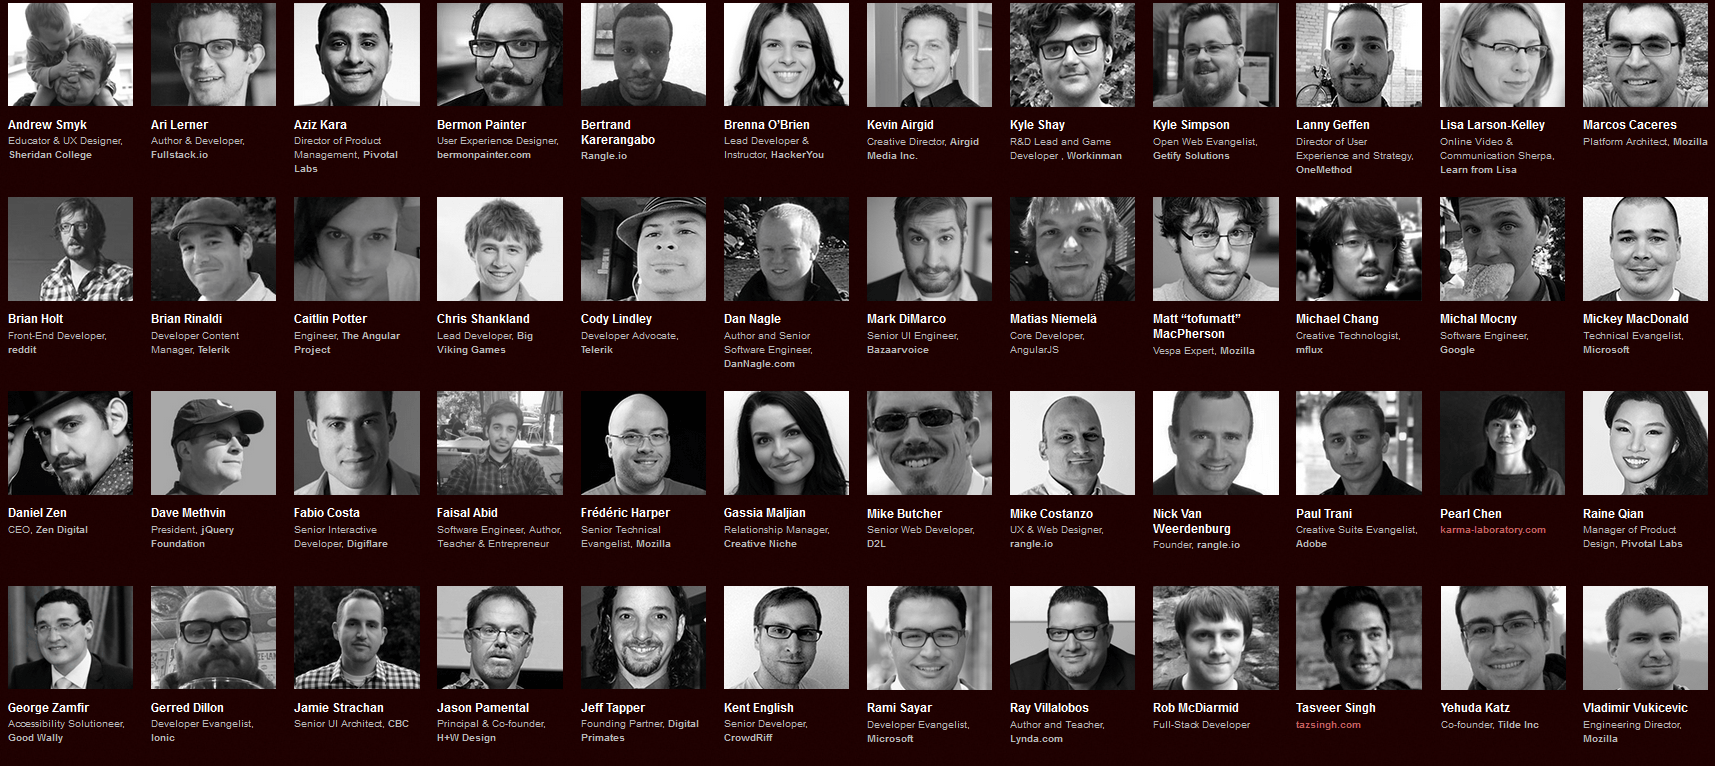 Andrew Smyk
Educator & UX Designer,
Sheridan College
Ari Lerner
Author & Developer,
Fullstack.io
Aziz Kara
Director of Product
Management, Pivotal
Labs
Bermon Painter
User Experience Designer,
bermonpainter.com
Bertrand
Karerangabo
Rangle.io
Brenna O'Brien
Lead Developer &
Instructor, HackerYou
Kevin Airgid
Creative Director, Airgid
Media Inc.
Kyle Shay
R&D Lead and Game
Developer , Workinman
Kyle Simpson
Open Web Evangelist,
Getify Solutions
Lanny Geffen
Director of User
Experience and Strategy,
OneMethod
Lisa Larson-Kelley
Online Video &
Communication Sherpa,
Learn from Lisa
Marcos Caceres
Platform Architect, Mozilla
Brian Holt
Front-End Developer,
reddit
Brian Rinaldi
Developer Content
Manager, Telerik
Caitlin Potter
Engineer, The Angular
Project
Chris Shankland
Lead Developer, Big
Viking Games
Cody Lindley
Developer Advocate,
Telerik
Dan Nagle
Author and Senior
Software Engineer,
DanNagle.com
Mark DiMarco
Senior UI Engineer,
Bazaarvoice
Matias Niemelä
Core Developer,
AngularJS
Matt “tofumatt”
MacPherson
Vespa Expert, Mozilla
Michael Chang
Creative Technologist,
mflux
Michal Mocny
Software Engineer,
Google
Mickey MacDonald
Technical Evangelist,
Microsoft
Daniel Zen
CEO, Zen Digital
Dave Methvin
President, jQuery
Foundation
Fabio Costa
Senior Interactive
Developer, Digiflare
Faisal Abid
Software Engineer, Author,
Teacher & Entrepreneur
Frédéric Harper
Senior Technical
Evangelist, Mozilla
Gassia Maljian
Relationship Manager,
Creative Niche
Mike Butcher
Senior Web Developer,
D2L
Mike Costanzo
UX & Web Designer,
rangle.io
Nick Van
Weerdenburg
Founder, rangle.io
Paul Trani
Creative Suite Evangelist,
Adobe
Pearl Chen
karma-laboratory.com
Raine Qian
Manager of Product
Design, Pivotal Labs
George Zamfir
Accessibility Solutioneer,
Good Wally
Gerred Dillon
Developer Evangelist,
Ionic
Jamie Strachan
Senior UI Architect, CBC
Jason Pamental
Principal & Co-founder,
H+W Design
Jeff Tapper
Founding Partner, Digital
Primates
Kent English
Senior Developer,
CrowdRiff
Rami Sayar
Developer Evangelist,
Microsoft
Ray Villalobos
Author and Teacher,
Lynda.com
Rob McDiarmid
Full-Stack Developer
Tasveer Singh
tazsingh.com
Yehuda Katz
Co-founder, Tilde Inc
Vladimir Vukicevic
Engineering Director,
Mozilla